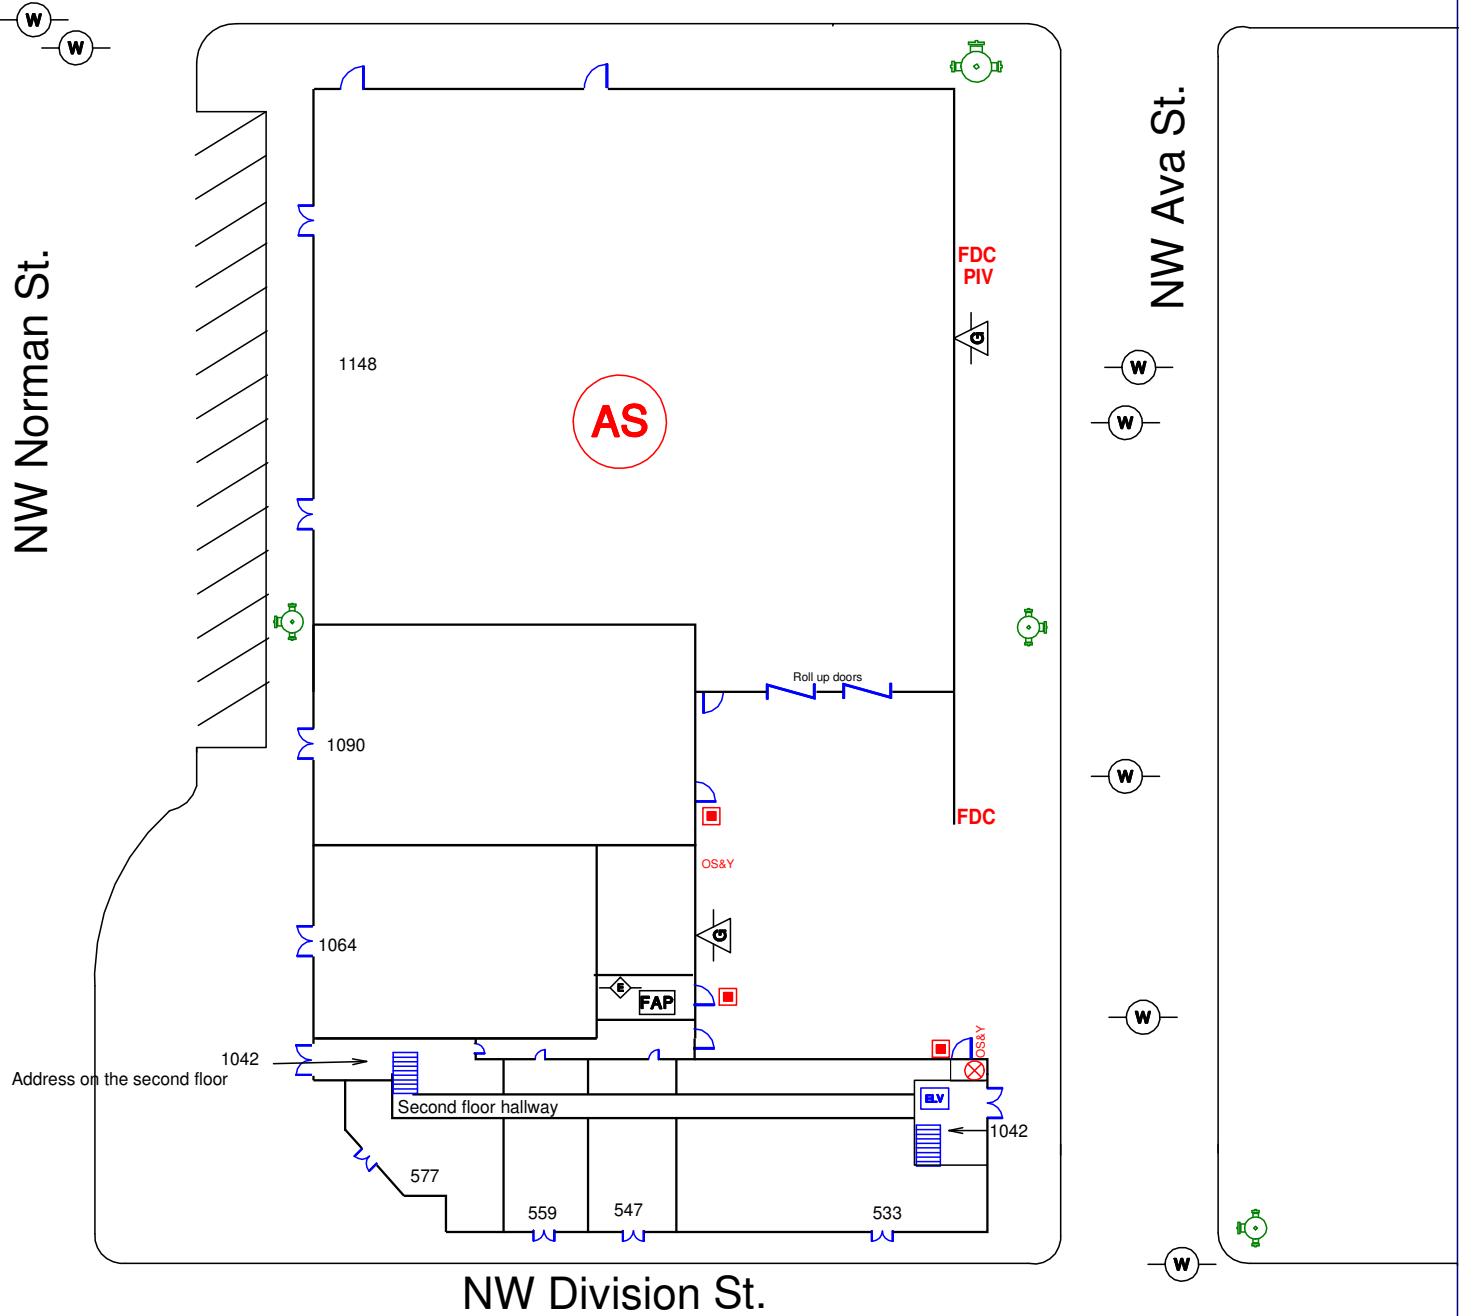 W
W
NW Norman St.
NW Ava St.
FDC
PIV
G
1148
AS
W
W
Roll up doors
1090
W
FDC
OS&Y
G
1064
E
FAP
W
OS&Y
1042
Address on the second floor
ELV
Second floor hallway
1042
577
559
547
533
W
NW Division St.